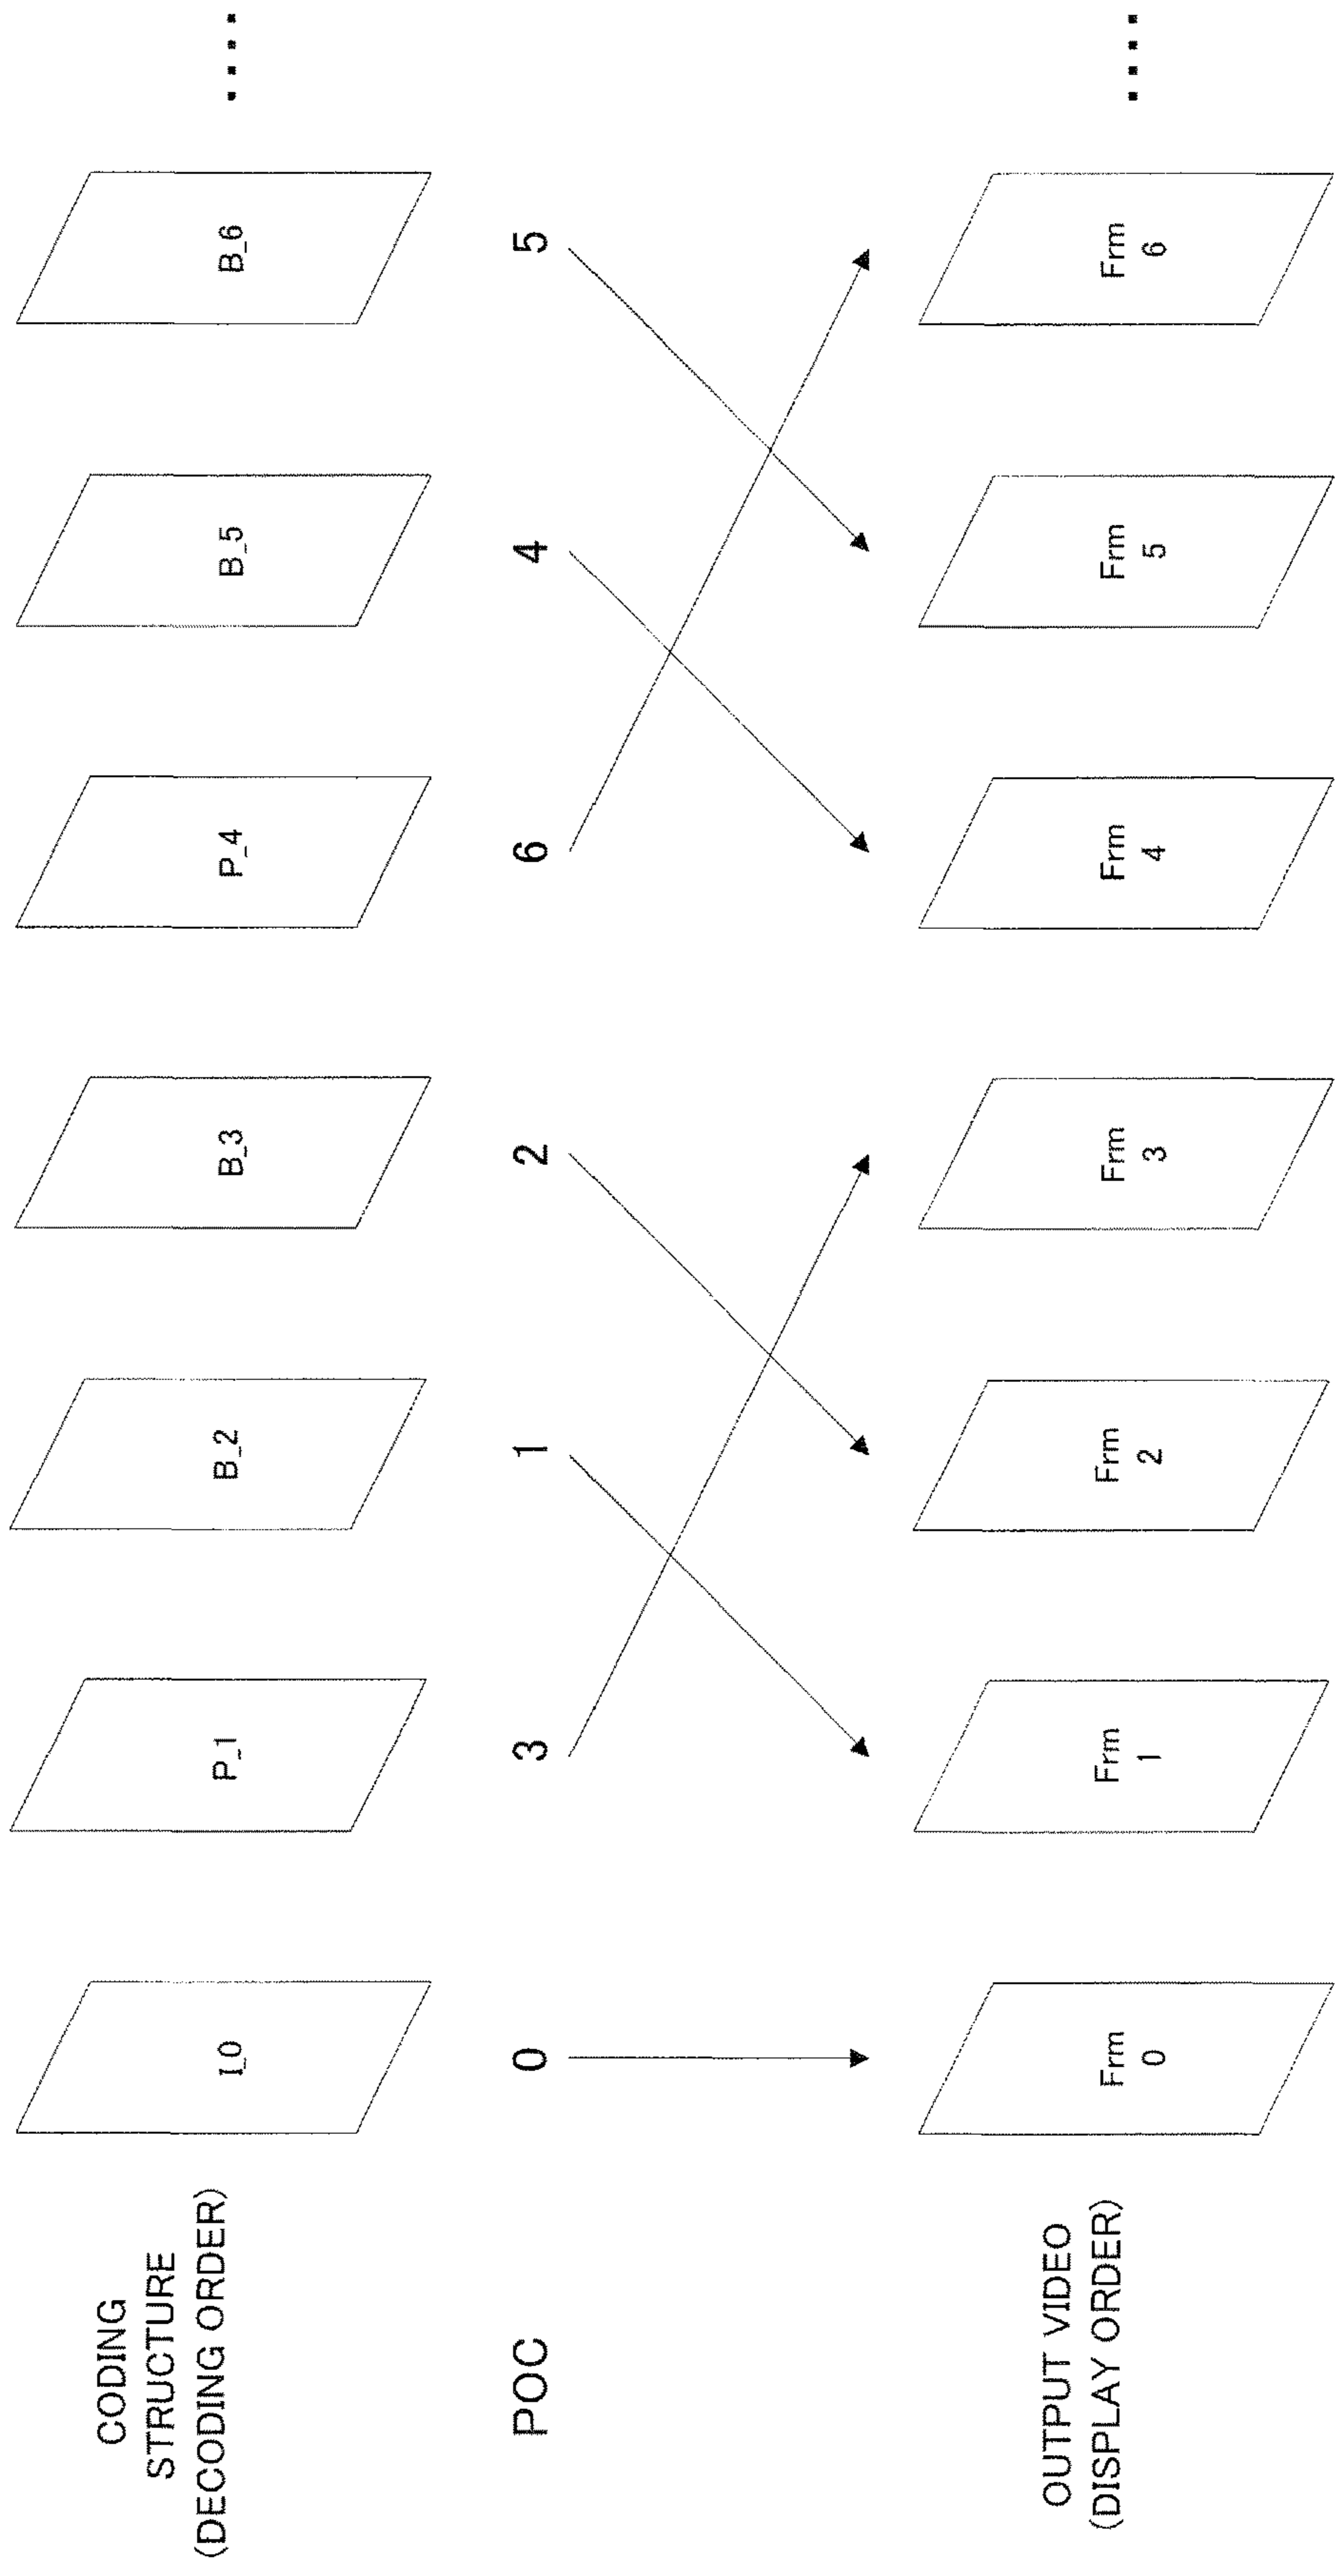 CODING
STRUCTURE
(DECODING ORDER)
I_0
P_1
B_2
B_3
P_4
B_5
B_6
....
POC
0
3
1
2
6
4
5
OUTPUT VIDEO
(DISPLAY ORDER)
Frm
0
Frm
1
Frm
2
Frm
3
Frm
4
Frm
5
Frm
6
....